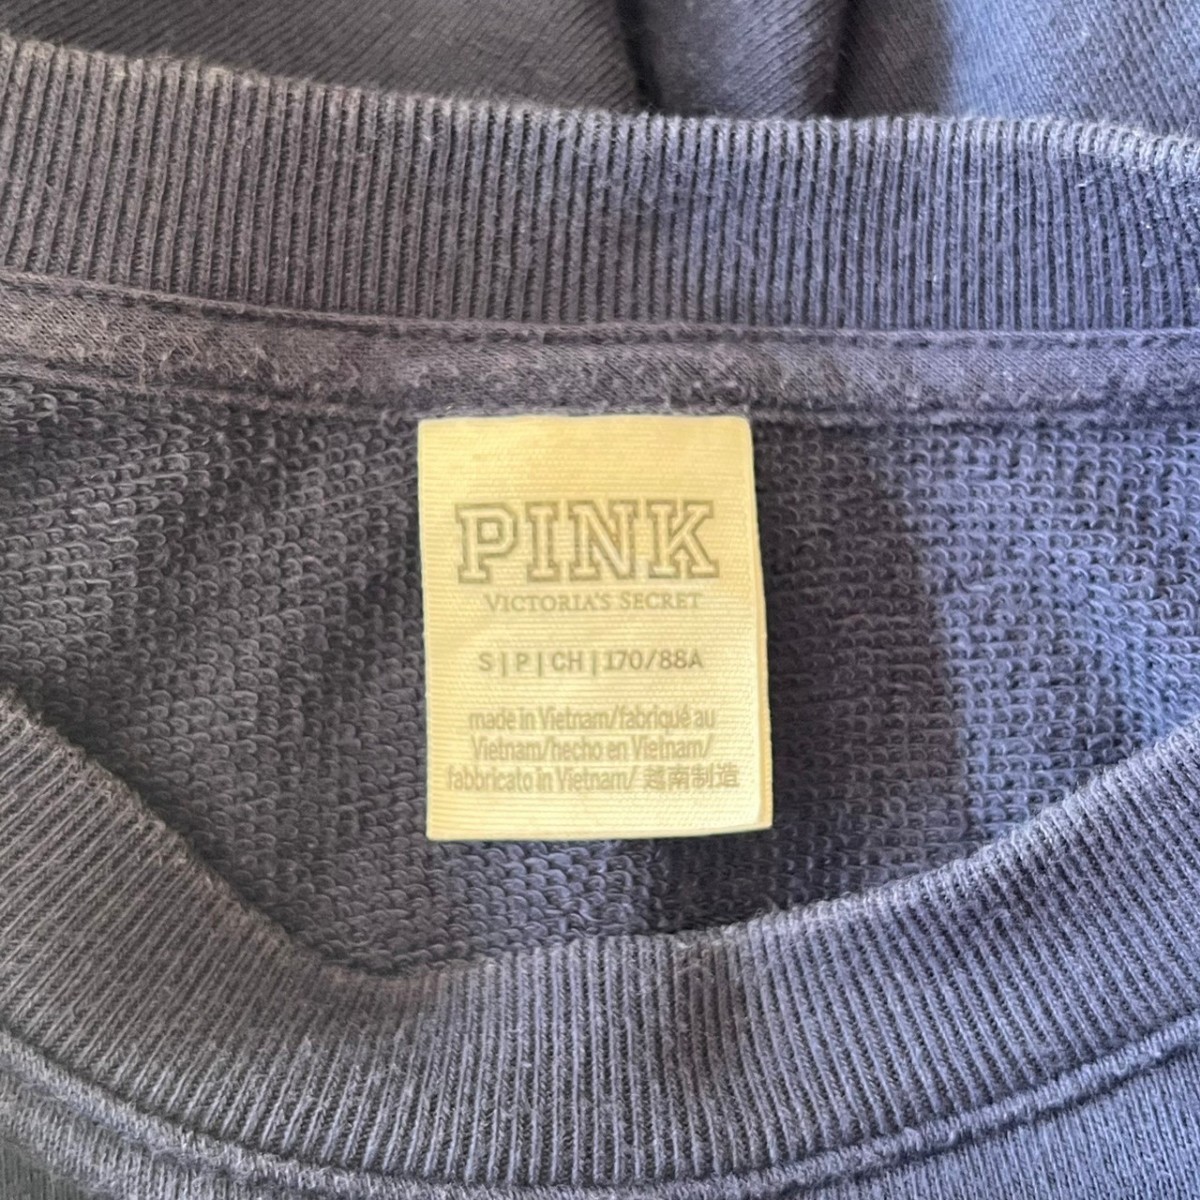 PINK
VICTORIA'S SECRET
S | P | CH | 170/88A
made in Vietnam/fabriqué au
Vietnam/hecho en Vietnam/
fabbricato in Vietnam/ 越南制造